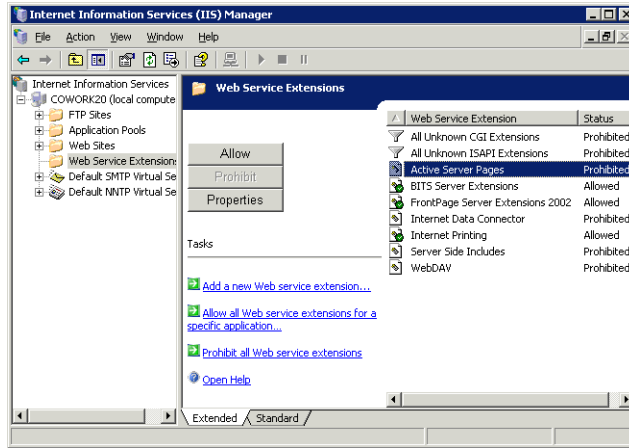 Internet Information Services (IIS) Manager
File Action View Window Help
Internet Information Services
COWORK20 (local compute
FTP Sites
Application Pools
Web Sites
Web Service Extension
Default SMTP Virtual Se
Default NNTP Virtual Se
Web Service Extensions
Allow
Prohibit
Properties
Tasks
Add a new Web service extension...
Allow all Web service extensions for a
specific application...
Prohibit all Web service extensions
Open Help
Web Service Extension Status
All Unknown CGI Extensions Prohibited
All Unknown ISAPI Extensions Prohibited
Active Server Pages Prohibited
BITS Server Extensions Allowed
FrontPage Server Extensions 2002 Allowed
Internet Data Connector Prohibited
Internet Printing Allowed
Server Side Includes Prohibited
WebDAV Prohibited
Extended Standard